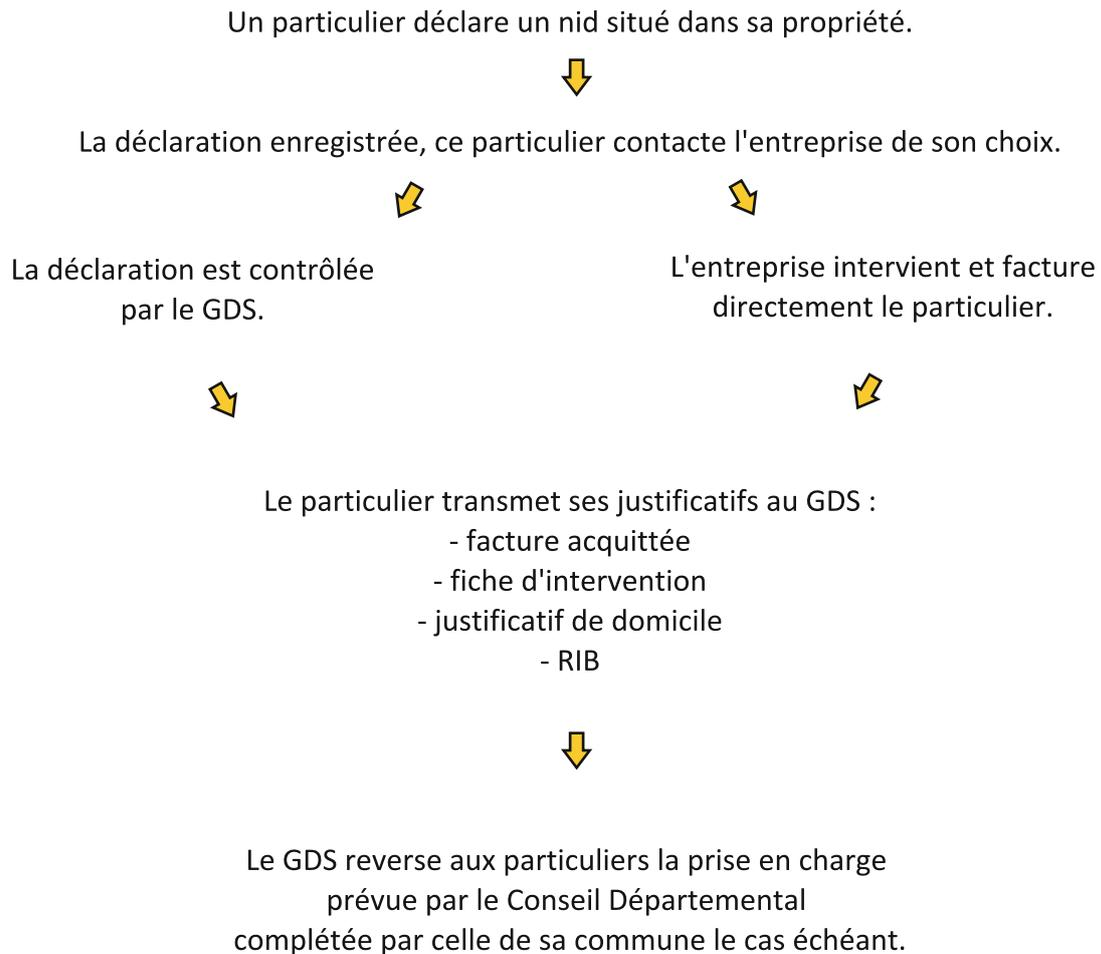 Un particulier déclare un nid situé dans sa propriété.
La déclaration enregistrée, ce particulier contacte l'entreprise de son choix.
La déclaration est contrôlée
par le GDS.
L'entreprise intervient et facture
directement le particulier.
Le particulier transmet ses justificatifs au GDS :
- facture acquittée
- fiche d'intervention
- justificatif de domicile
- RIB
Le GDS reverse aux particuliers la prise en charge
prévue par le Conseil Départemental
complétée par celle de sa commune le cas échéant.